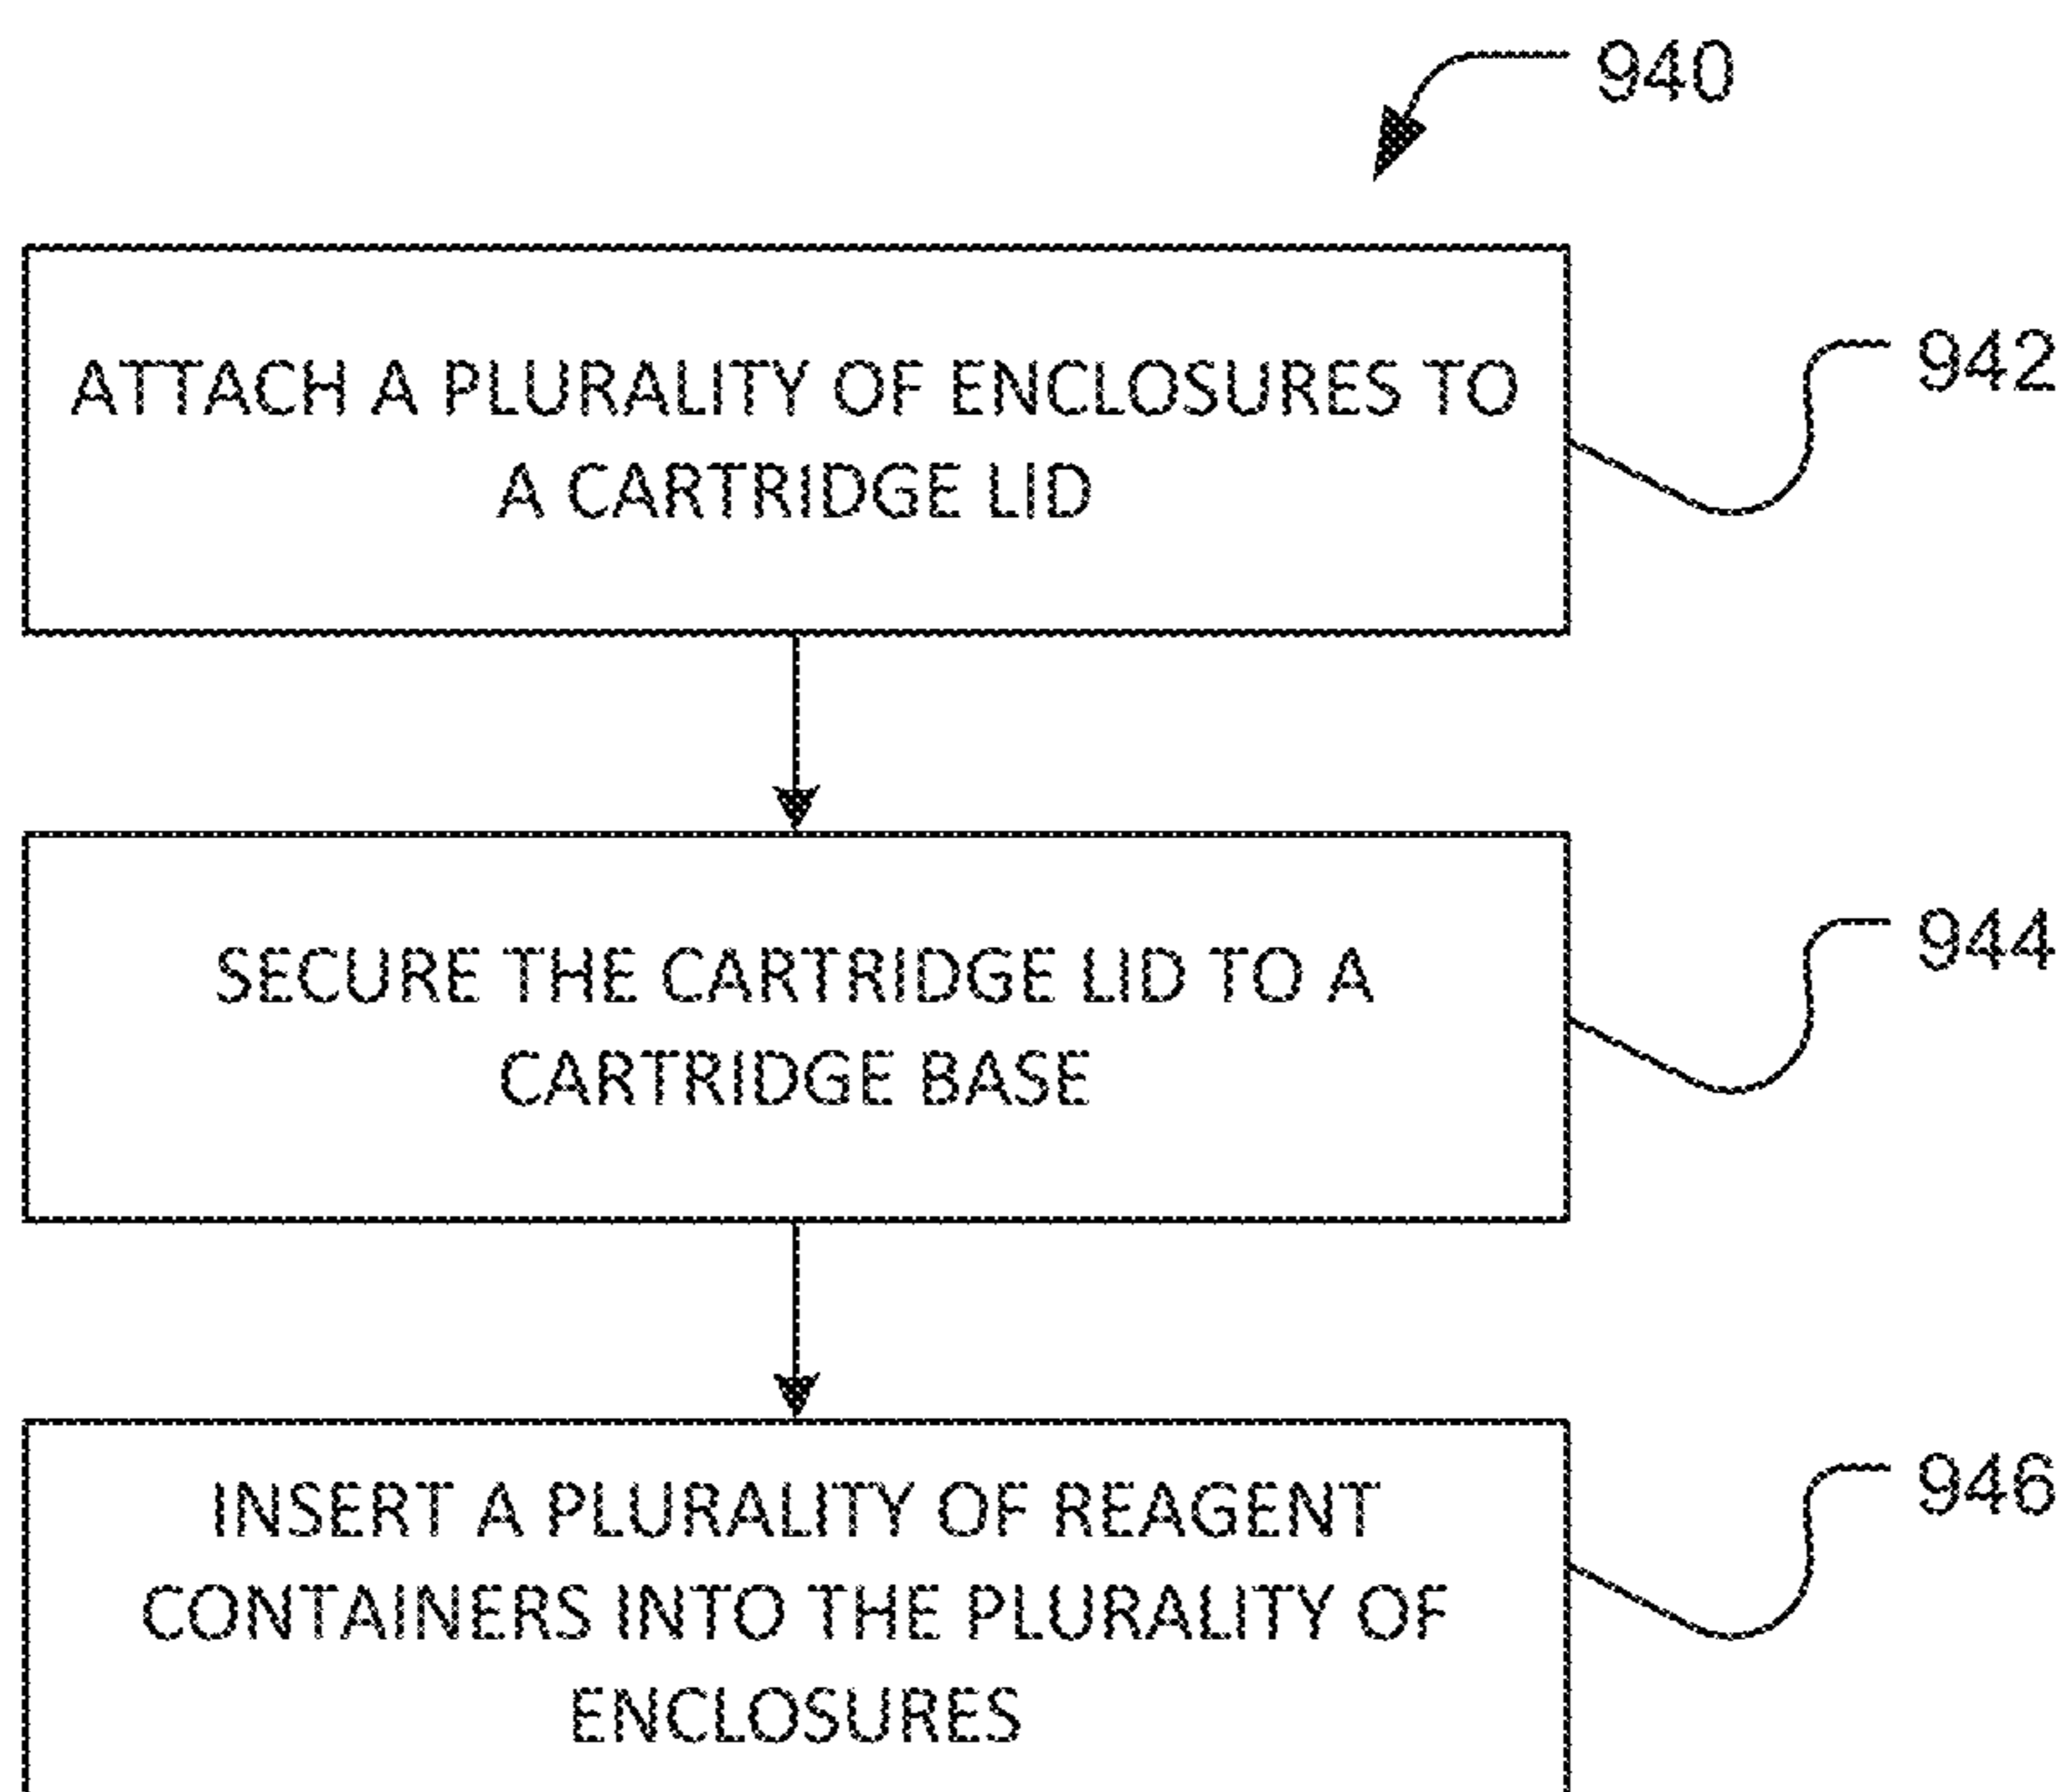 940
ATTACH A PLURALITY OF ENCLOSURES TO
A CARTRIDGE LID
942
SECURE THE CARTRIDGE LID TO A
CARTRIDGE BASE
944
INSERT A PLURALITY OF REAGENT
CONTAINERS INTO THE PLURALITY OF
ENCLOSURES
946